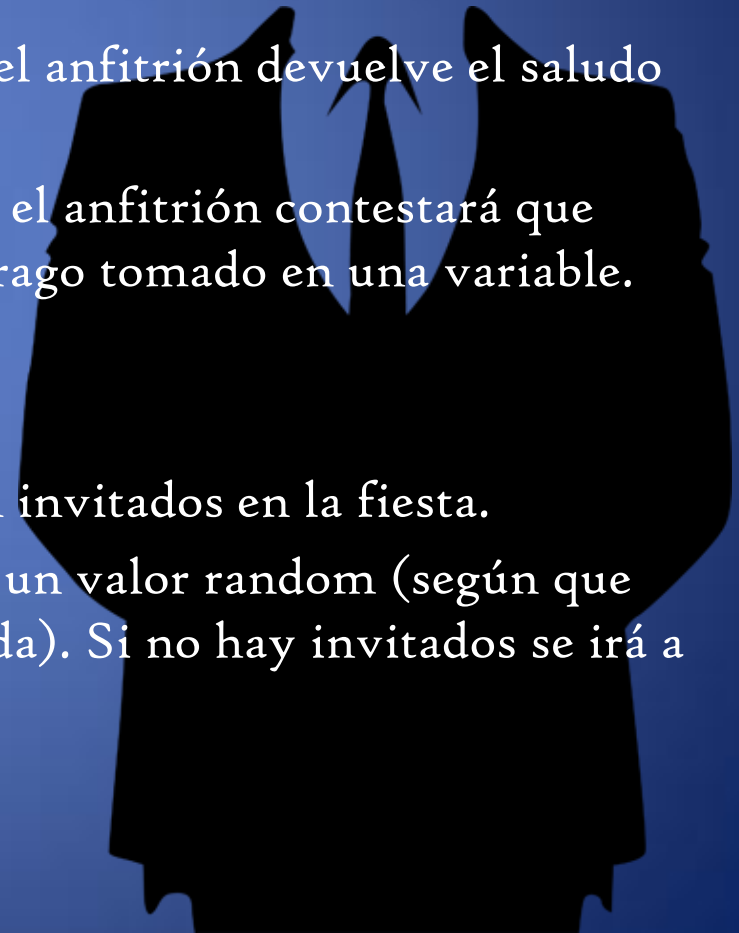 el anfitrión devuelve el saludo
el anfitrión contestará que
rago tomado en una variable.
invitados en la fiesta.
un valor random (según que
da). Si no hay invitados se irá a